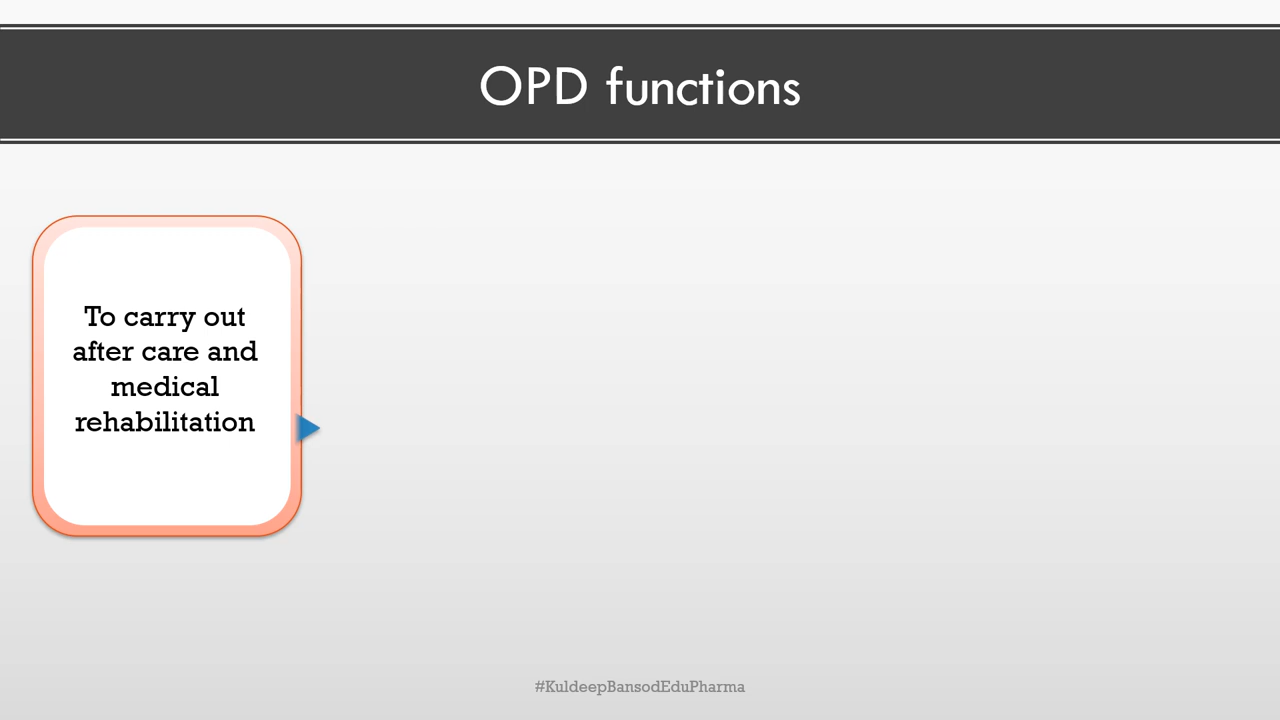 OPD functions
To carry out
after care and
medical
rehabilitation
#KuldeepBansodEduPharma